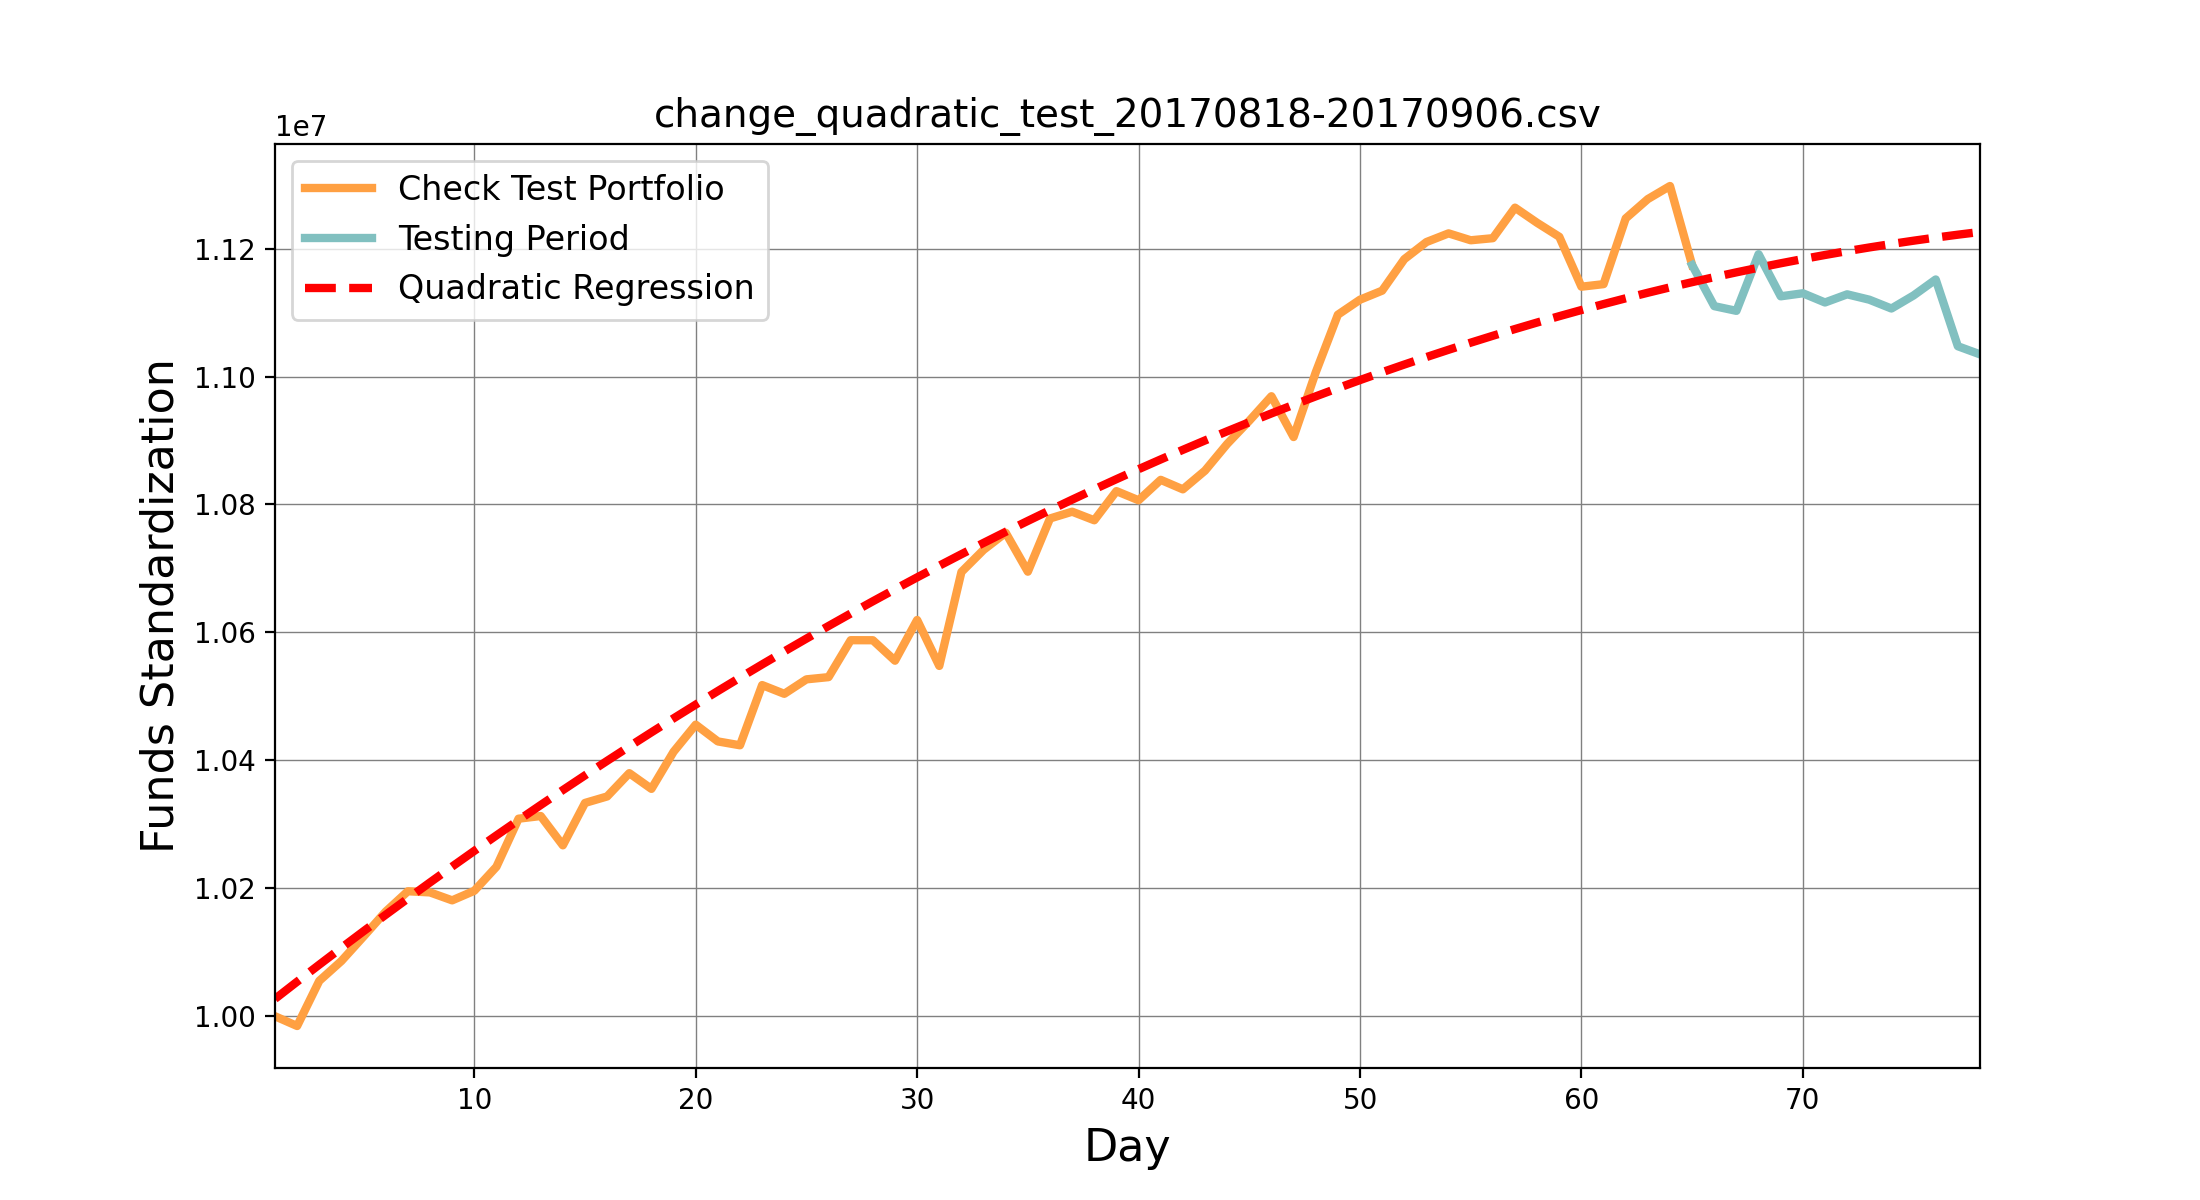 change_quadratic_test_20170818-20170906.csv
1e7
Check Test Portfolio
Testing Period
Quadratic Regression
Funds Standardization
1.12
1.10
1.08
1.06
1.04
1.02
1.00
10 20 30 40 50 60 70
Day